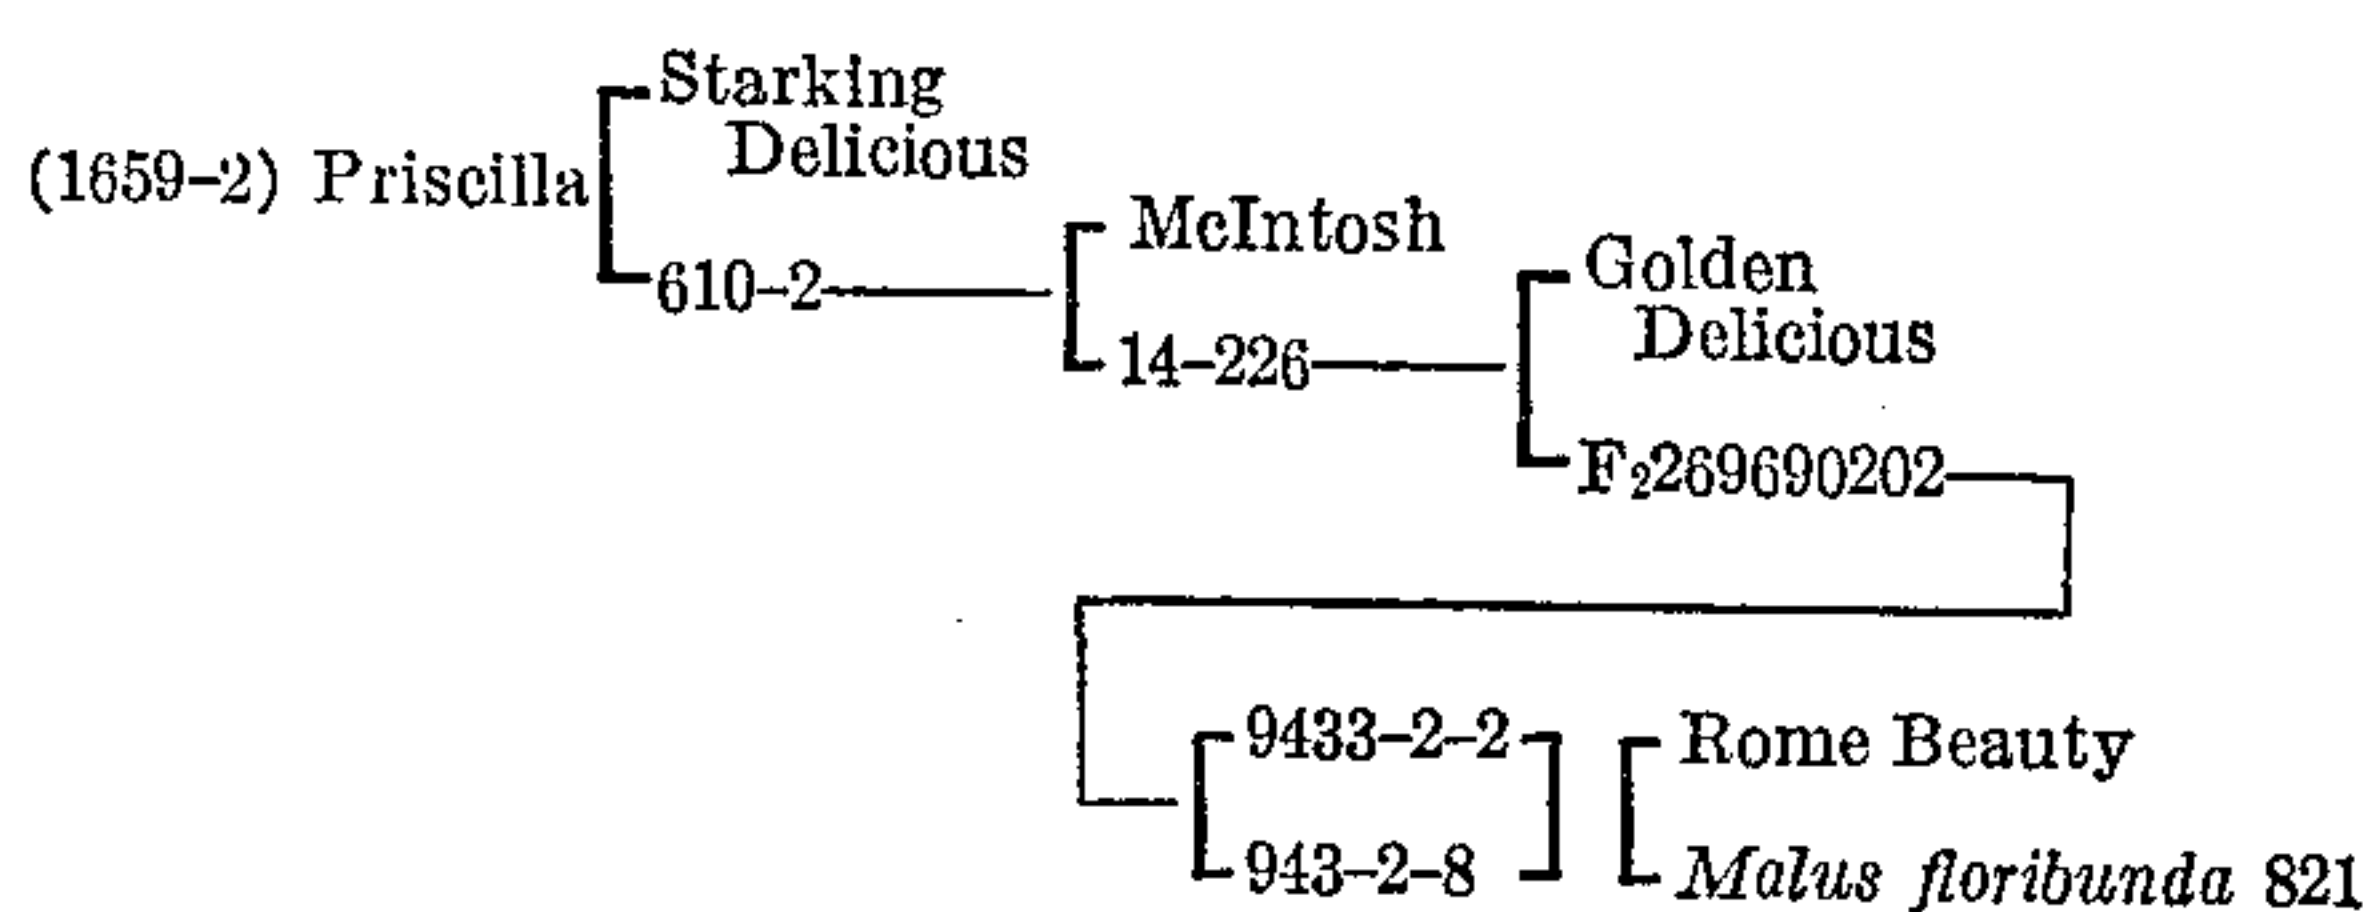 Starking
Delicious
(1659-2) Priscilla
610-2
McIntosh
14-226
Golden
Delicious
F₂269690202
9433-2-2
943-2-8
Rome Beauty
Malus floribunda 821